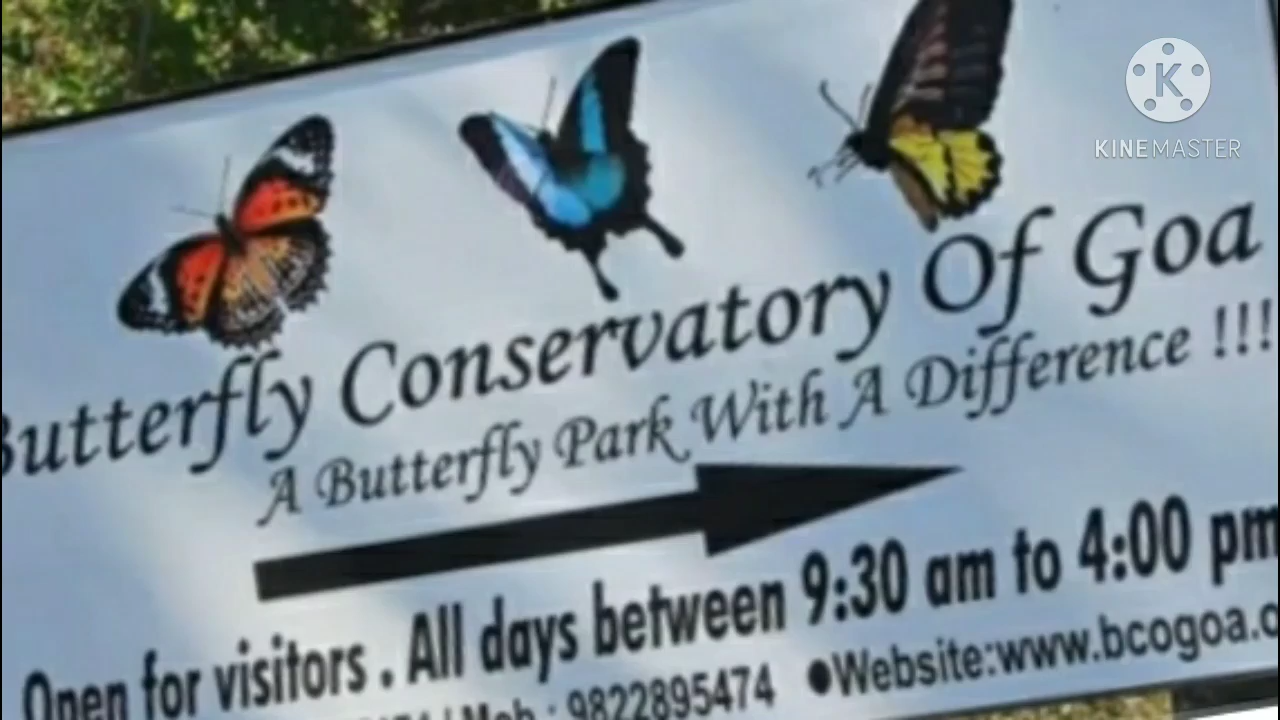 K
KINEMASTER
Butterfly Conservatory Of Goa
A Butterfly Park With A Difference !!!
Open for visitors . All days between 9:30 am to 4:00 pm
Mob : 9822895474 ●Website:www.bcogoa.o